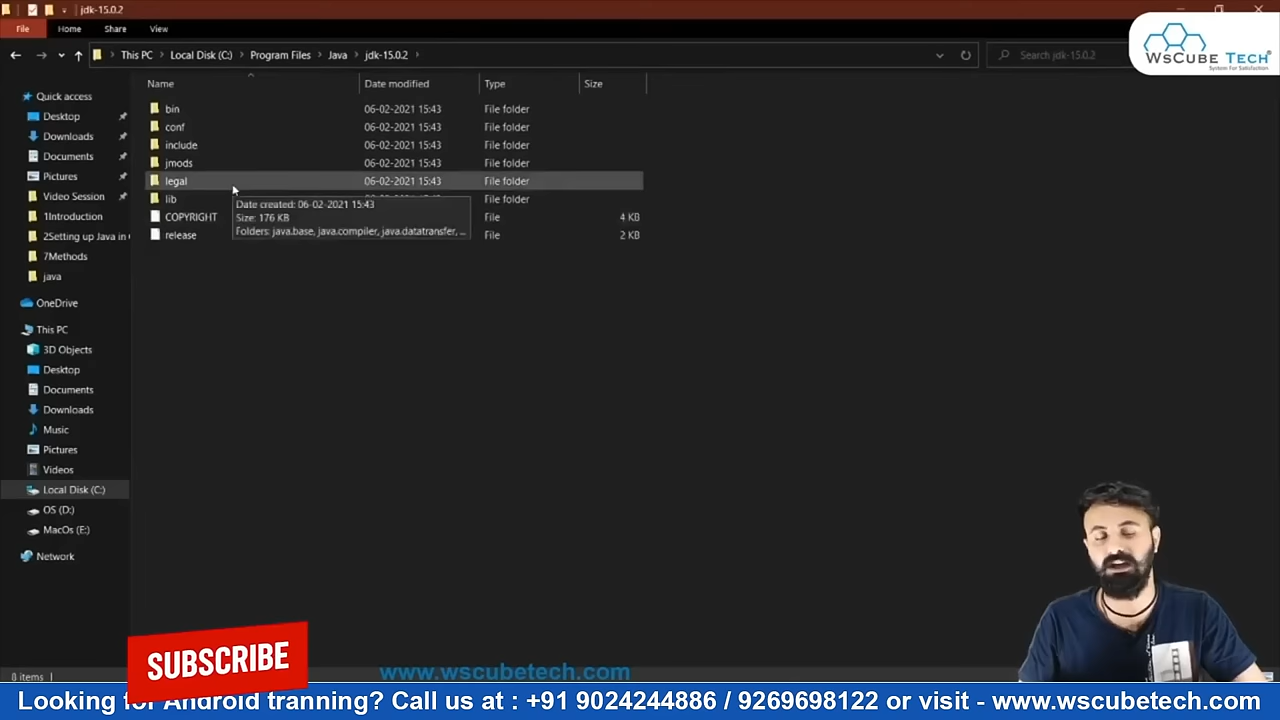 jdk-15.0.2
File Home Share View
This PC Local Disk (C:) Program Files Java jdk-15.0.2
Search jdk-15.0.2
WsCube Tech®
System For Satisfaction
Name Date modified Type Size
Quick access
Desktop
Downloads
Documents
Pictures
Video Session
1Introduction
2Setting up Java in
7Methods
java
OneDrive
This PC
3D Objects
Desktop
Documents
Downloads
Music
Pictures
Videos
Local Disk (C:)
OS (D:)
MacOs (E:)
Network
bin 06-02-2021 15:43 File folder
conf 06-02-2021 15:43 File folder
include 06-02-2021 15:43 File folder
jmods 06-02-2021 15:43 File folder
legal 06-02-2021 15:43 File folder
lib File folder
COPYRIGHT File 4 KB
release File 2 KB
Date created: 06-02-2021 15:43
Size: 176 KB
Folders: java.base, java.compiler, java.datatransfer, ...
SUBSCRIBE
8 items
www.wscubetech.com
Looking for Android tranning? Call us at : +91 9024244886 / 9269698122 or visit - www.wscubetech.com